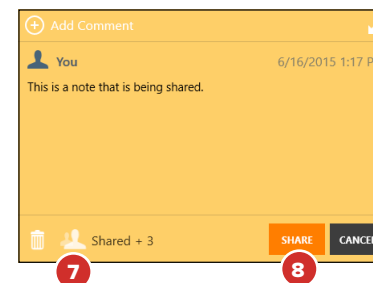 Add Comment
You 6/16/2015 1:17 P
This is a note that is being shared.
Shared + 3 SHARE CANCEL
7 8